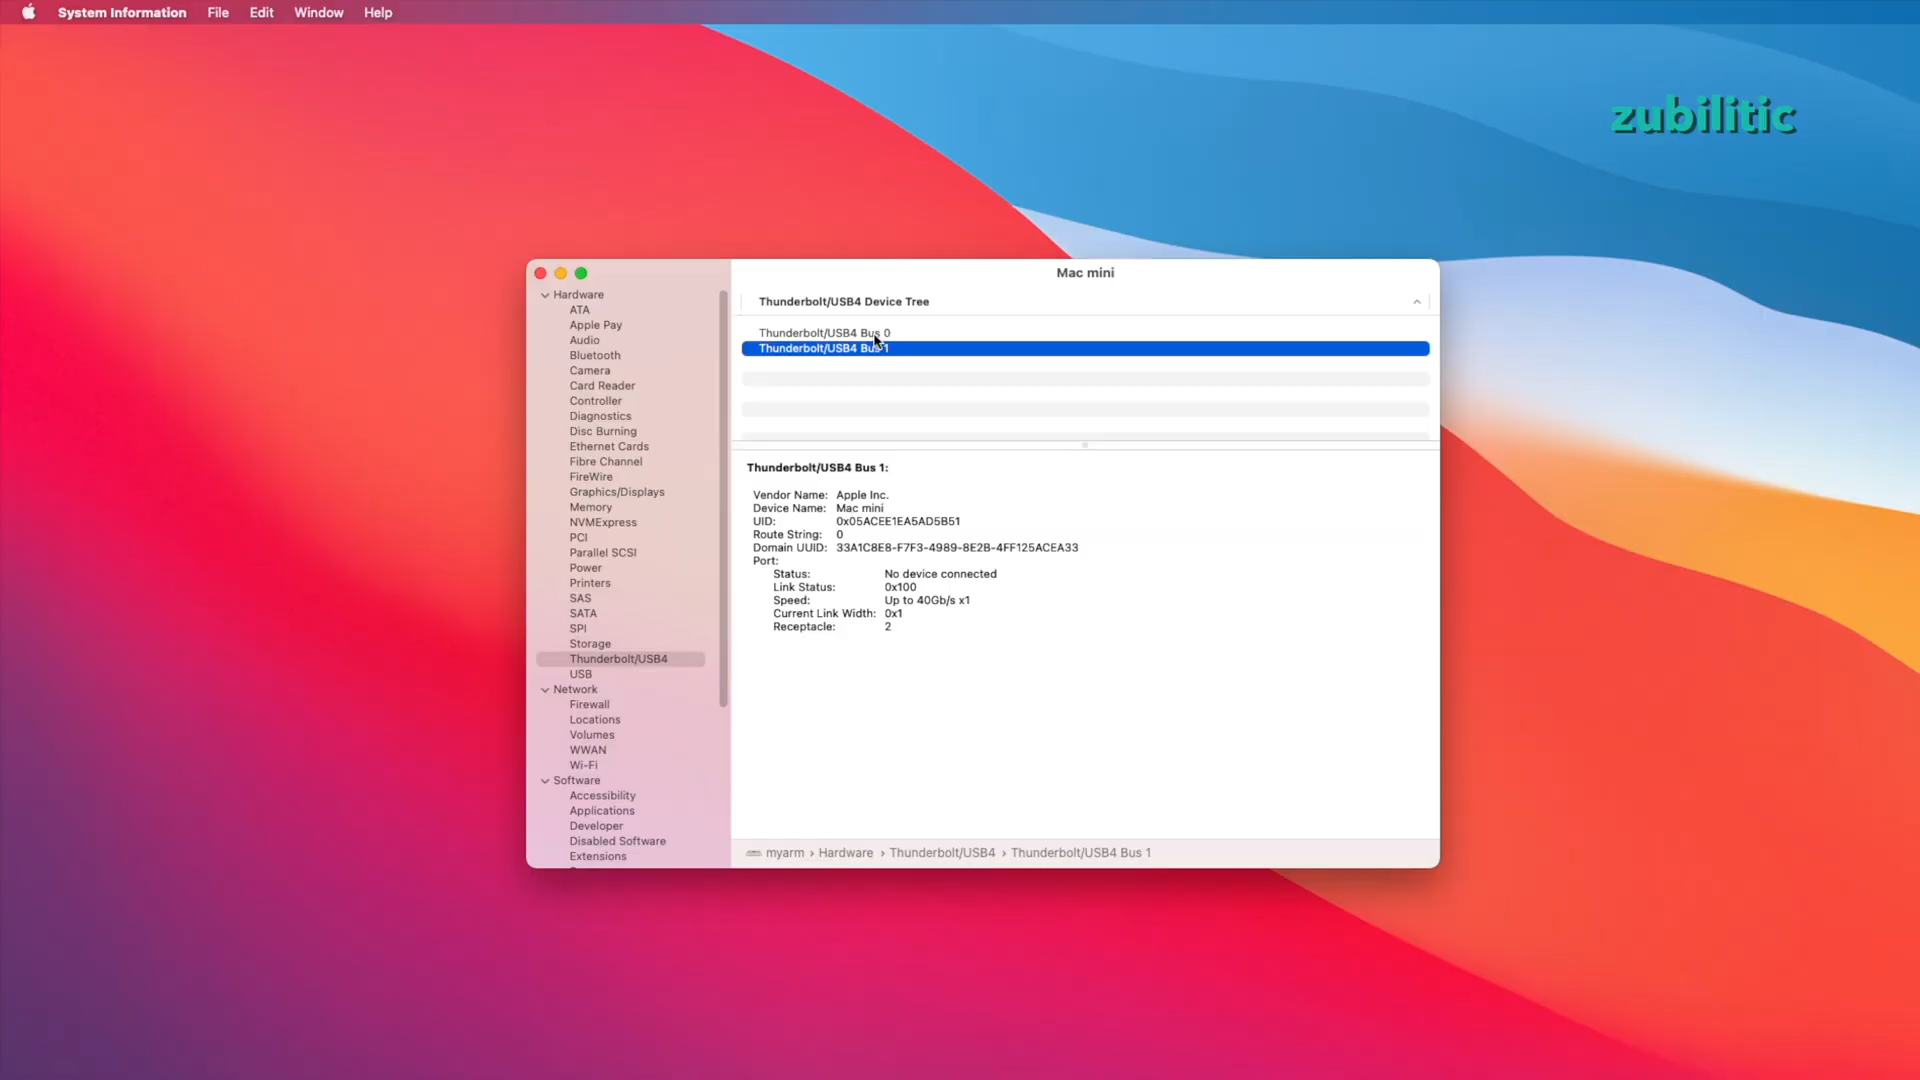 System Information File Edit Window Help
zubilitic
Mac mini
Hardware
ATA
Apple Pay
Audio
Bluetooth
Camera
Card Reader
Controller
Diagnostics
Disc Burning
Ethernet Cards
Fibre Channel
FireWire
Graphics/Displays
Memory
NVMExpress
PCI
Parallel SCSI
Power
Printers
SAS
SATA
SPI
Storage
Thunderbolt/USB4
USB
Network
Firewall
Locations
Volumes
WWAN
Wi-Fi
Software
Accessibility
Applications
Developer
Disabled Software
Extensions
Thunderbolt/USB4 Device Tree
Thunderbolt/USB4 Bus 0
Thunderbolt/USB4 Bus 1
Thunderbolt/USB4 Bus 1:
Vendor Name: Apple Inc.
Device Name: Mac mini
UID: 0x05ACEE1EA5AD5B51
Route String: 0
Domain UUID: 33A1C8E8-F7F3-4989-8E2B-4FF125ACEA33
Port:
Status: No device connected
Link Status: 0x100
Speed: Up to 40Gb/s x1
Current Link Width: 0x1
Receptacle: 2
myarm › Hardware › Thunderbolt/USB4 › Thunderbolt/USB4 Bus 1